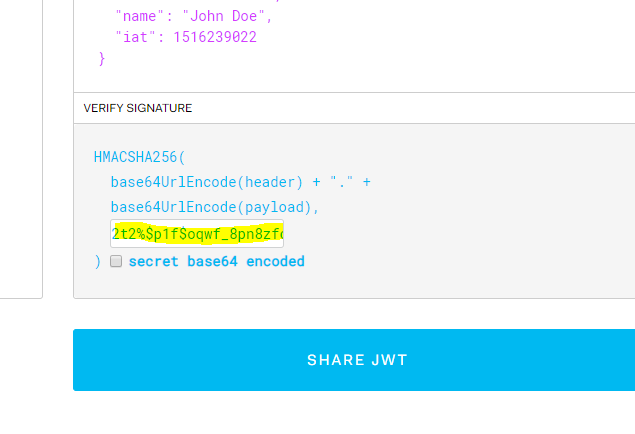 "name": "John Doe",
"iat": 1516239022
}
VERIFY SIGNATURE
HMACSHA256(
base64UrlEncode(header) + "." +
base64UrlEncode(payload),
2t2%$p1f$oqwf_8pn8zf
) secret base64 encoded
SHARE JWT